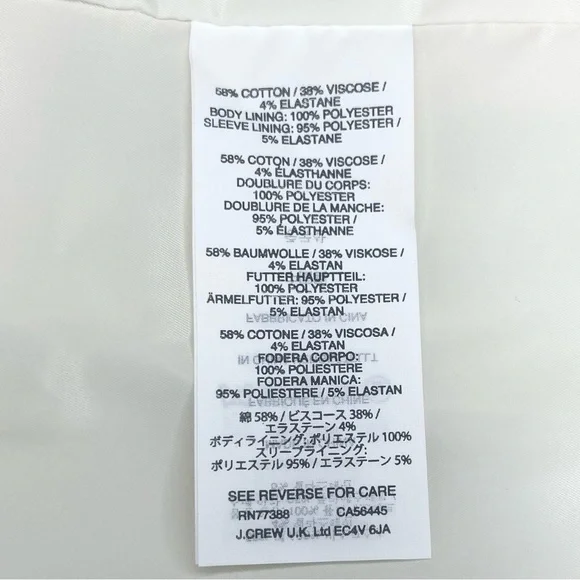 58% COTTON / 38% VISCOSE /
4% ELASTANE
BODY LINING: 100% POLYESTER
SLEEVE LINING: 95% POLYESTER /
5% ELASTANE
58% COTON / 38% VISCOSE /
4% ÉLASTHANNE
DOUBLURE DU CORPS:
100% POLYESTER
DOUBLURE DE LA MANCHE:
95% POLYESTER /
5% ÉLASTHANNE
58% BAUMWOLLE / 38% VISKOSE /
4% ELASTAN
FUTTER HAUPTTEIL:
100% POLYESTER
ÄRMELFUTTER: 95% POLYESTER /
5% ELASTAN
FABBRICATO IN CINA
58% COTONE / 38% VISCOSA /
4% ELASTAN
FODERA CORPO:
100% POLIESTERE
FODERA MANICA:
95% POLIESTERE / 5% ELASTAN
FABRIQUÉ EN CHINE
綿 58% / ビスコース 38% /
エラステーン 4%
ボディライニング: ポリエステル 100%
スリーブライニング:
ポリエステル 95% / エラステーン 5%
SEE REVERSE FOR CARE
RN77388 CA56445
J.CREW U.K. Ltd EC4V 6JA